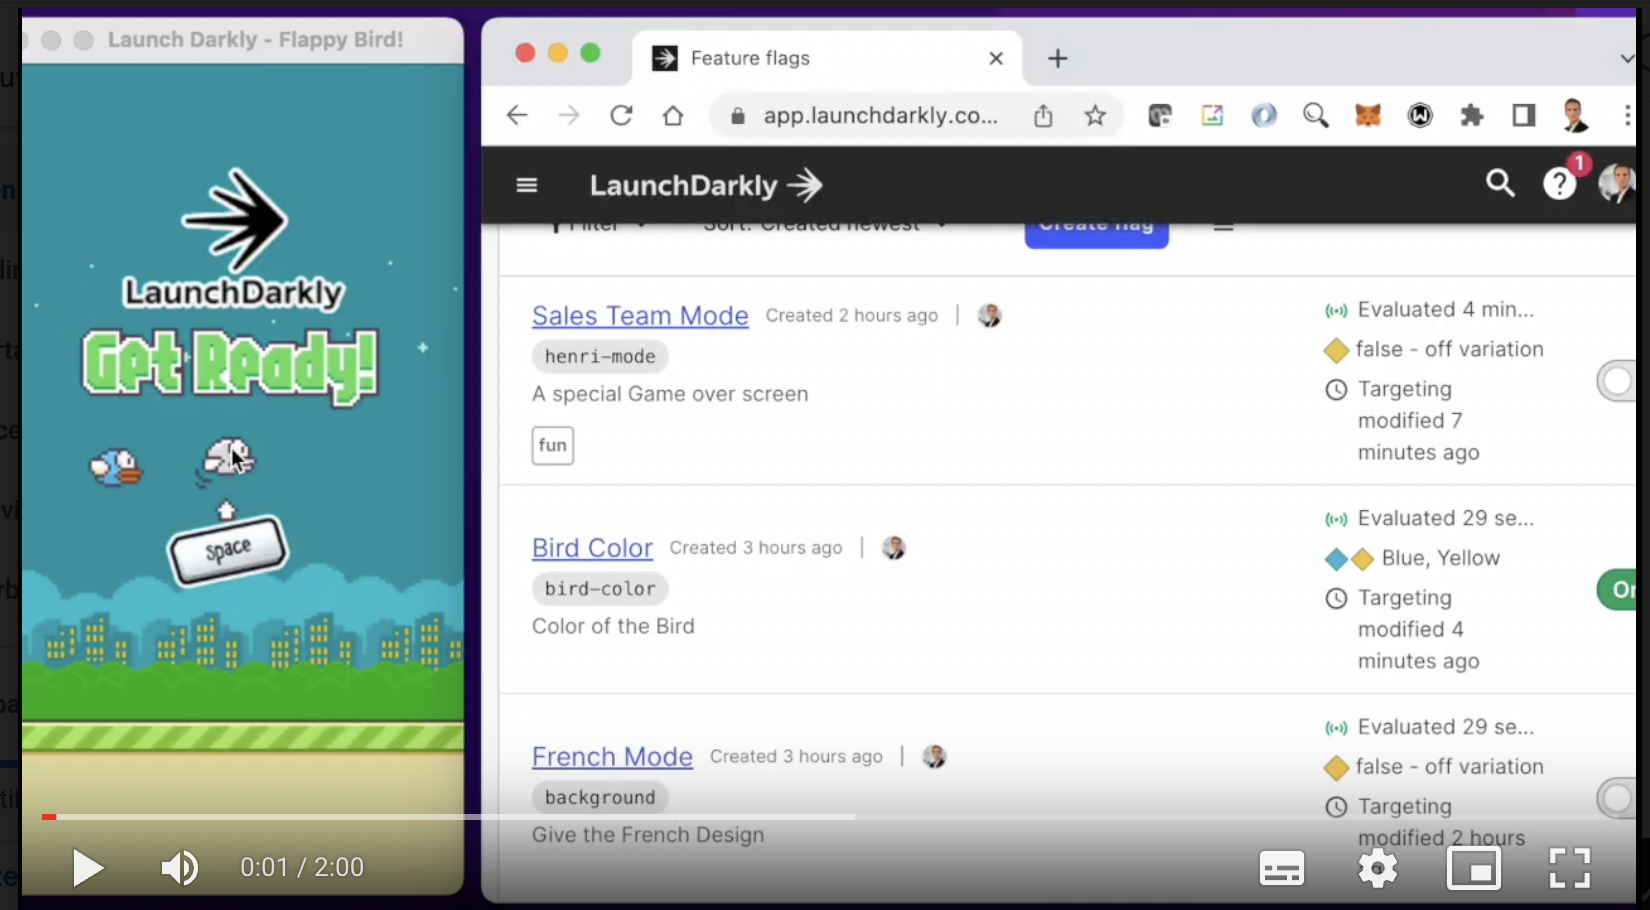 Launch Darkly - Flappy Bird!
LaunchDarkly
Get Ready!
Space
Feature flags
app.launchdarkly.co...
LaunchDarkly
1
Filter
Sort: Created newest
Create flag
Sales Team Mode Created 2 hours ago
henri-mode
A special Game over screen
fun
Evaluated 4 min...
false - off variation
Targeting
modified 7
minutes ago
Bird Color Created 3 hours ago
bird-color
Color of the Bird
Evaluated 29 se...
Blue, Yellow
Targeting
modified 4
minutes ago
On
French Mode Created 3 hours ago
background
Give the French Design
Evaluated 29 se...
false - off variation
Targeting
modified 2 hours
0:01 / 2:00